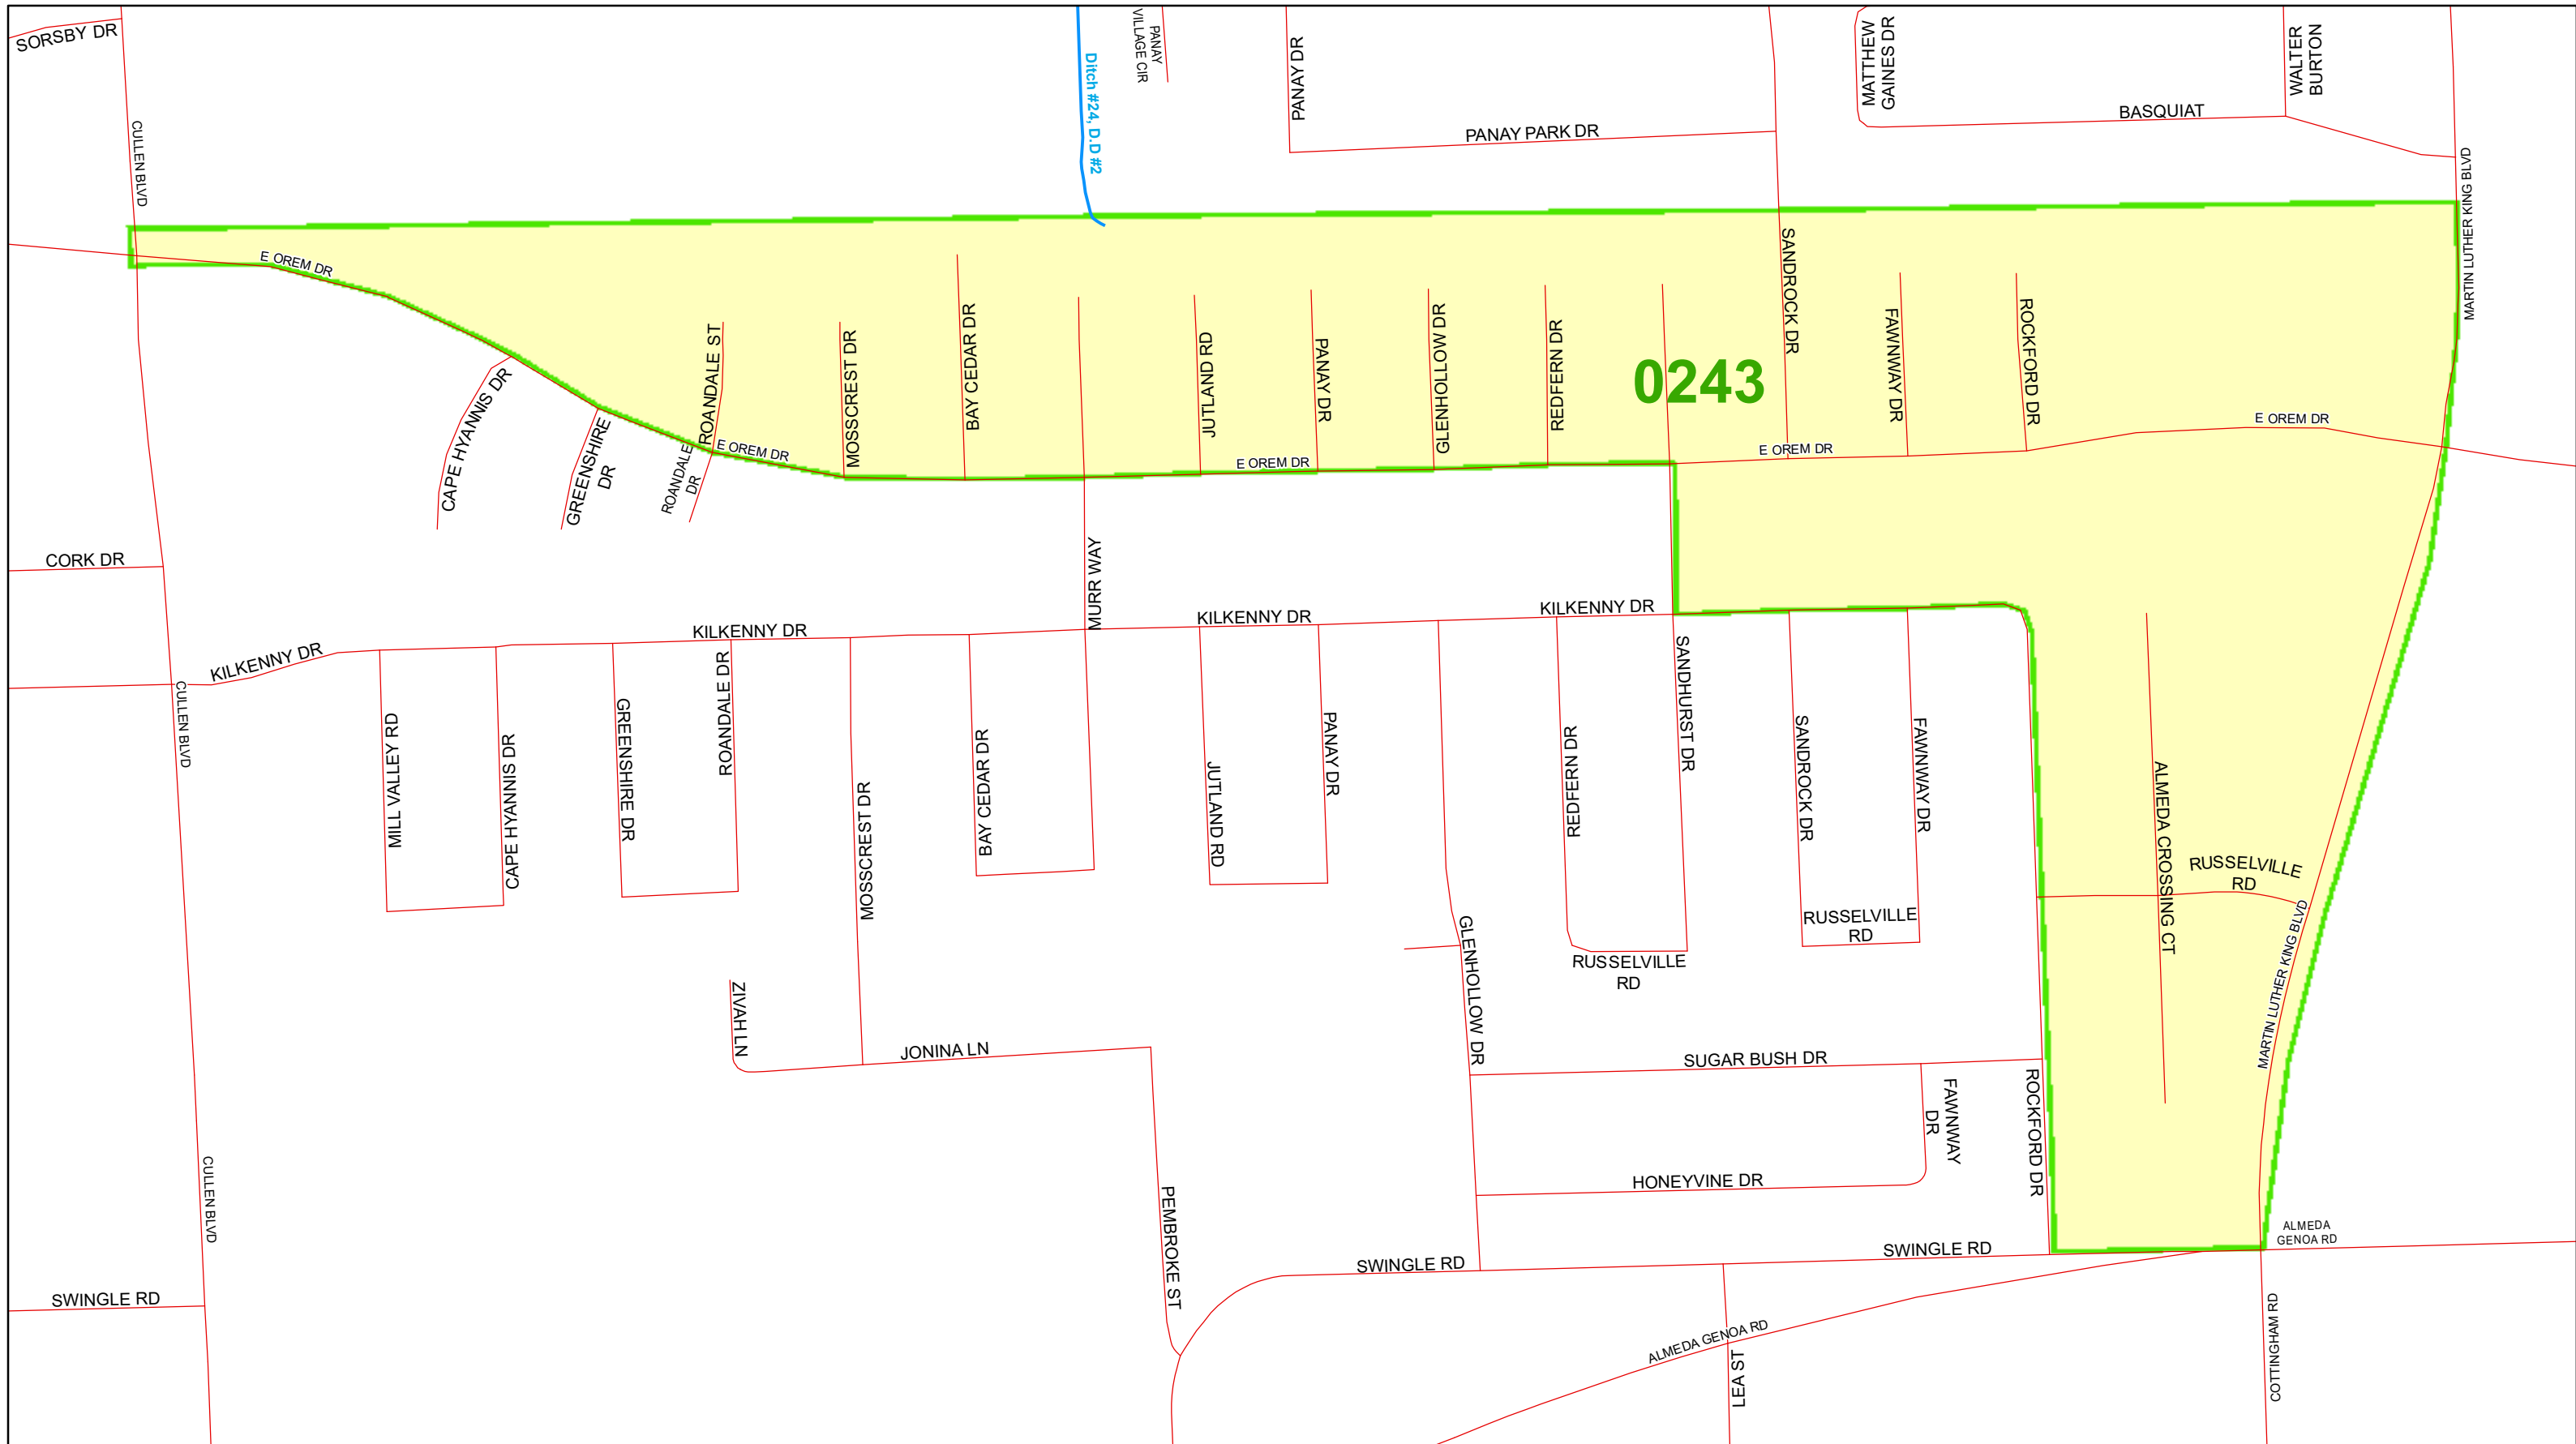 SORSBY DR
CULLEN BLVD
Ditch #24, D.D #2
PANAY
VILLAGE CIR
PANAY DR
PANAY PARK DR
MATTHEW
GAINES DR
BASQUIAT
WALTER
BURTON
MARTIN LUTHER KING BLVD
E OREM DR
SANDROCK DR
ROANDALE ST
MOSSCREST DR
BAY CEDAR DR
JUTLAND RD
PANAY DR
GLENHOLLOW DR
REDFERN DR
0243
FAWNWAY DR
ROCKFORD DR
CAPE HYANNIS DR
GREENSHIRE
DR
ROANDALE
DR
E OREM DR
E OREM DR
E OREM DR
E OREM DR
CORK DR
MURR WAY
KILKENNY DR
KILKENNY DR
KILKENNY DR
KILKENNY DR
CULLEN BLVD
MILL VALLEY RD
CAPE HYANNIS DR
GREENSHIRE DR
ROANDALE DR
MOSSCREST DR
BAY CEDAR DR
JUTLAND RD
PANAY DR
REDFERN DR
SANDHURST DR
SANDROCK DR
FAWNWAY DR
ALMEDA CROSSING CT
RUSSELVILLE
RD
RUSSELVILLE
RD
RUSSELVILLE
RD
GLENHOLLOW DR
MARTIN LUTHER KING BLVD
ZIVAH LN
JONINA LN
SUGAR BUSH DR
FAWNWAY
DR
ROCKFORD DR
CULLEN BLVD
PEMBROKE ST
HONEYVINE DR
SWINGLE RD
SWINGLE RD
ALMEDA
GENOA RD
SWINGLE RD
ALMEDA GENOA RD
LEA ST
COTTINGHAM RD